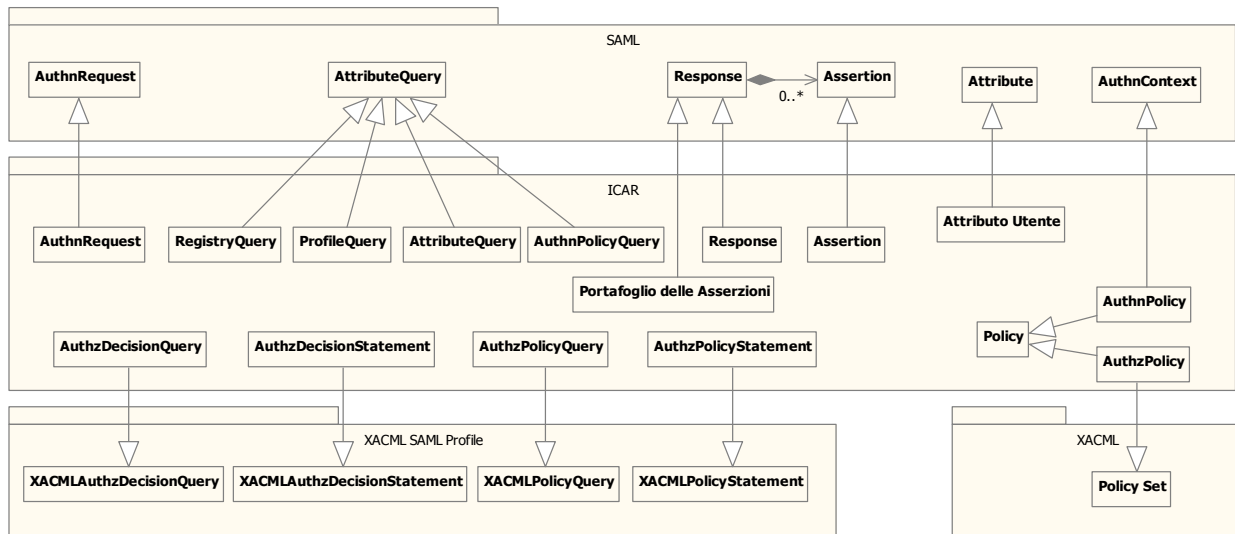 SAML
AuthnRequest
AttributeQuery
Response
0..*
Assertion
Attribute
AuthnContext
ICAR
AuthnRequest
RegistryQuery
ProfileQuery
AttributeQuery
AuthnPolicyQuery
Response
Assertion
Attributo Utente
Portafoglio delle Asserzioni
AuthnPolicy
Policy
AuthzPolicy
AuthzDecisionQuery
AuthzDecisionStatement
AuthzPolicyQuery
AuthzPolicyStatement
XACML SAML Profile
XACMLAuthzDecisionQuery
XACMLAuthzDecisionStatement
XACMLPolicyQuery
XACMLPolicyStatement
XACML
Policy Set